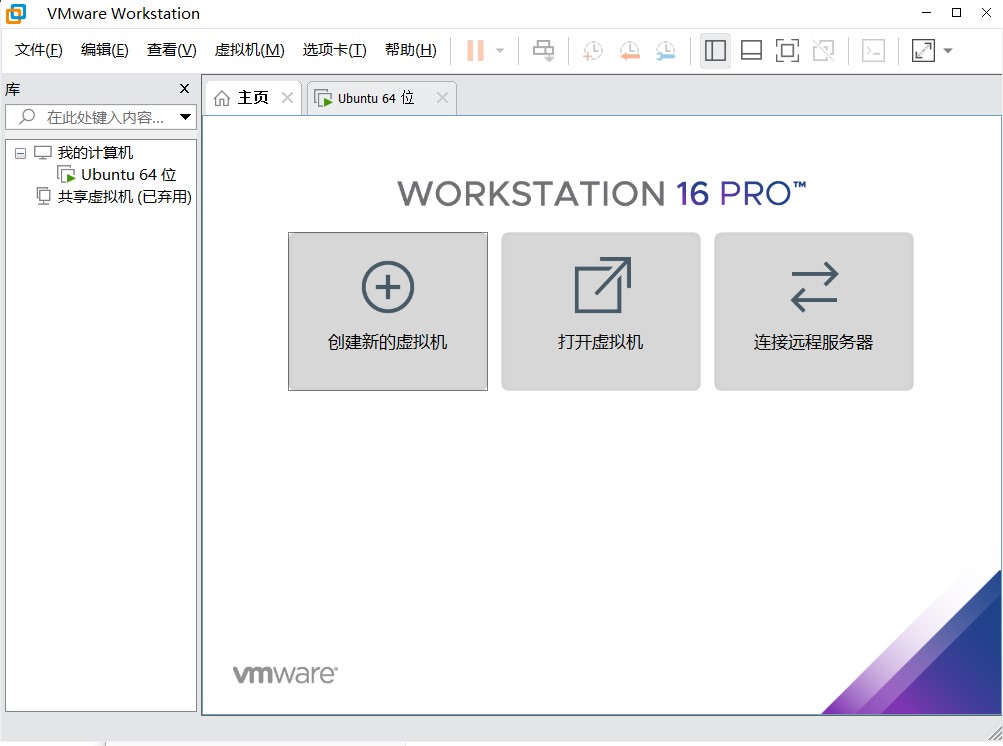 VMware Workstation
文件(F) 编辑(E) 查看(V) 虚拟机(M) 选项卡(T) 帮助(H)
库
在此处键入内容...
我的计算机
Ubuntu 64 位
共享虚拟机 (已弃用)
主页
Ubuntu 64 位
WORKSTATION 16 PRO™
创建新的虚拟机
打开虚拟机
连接远程服务器
vmware®